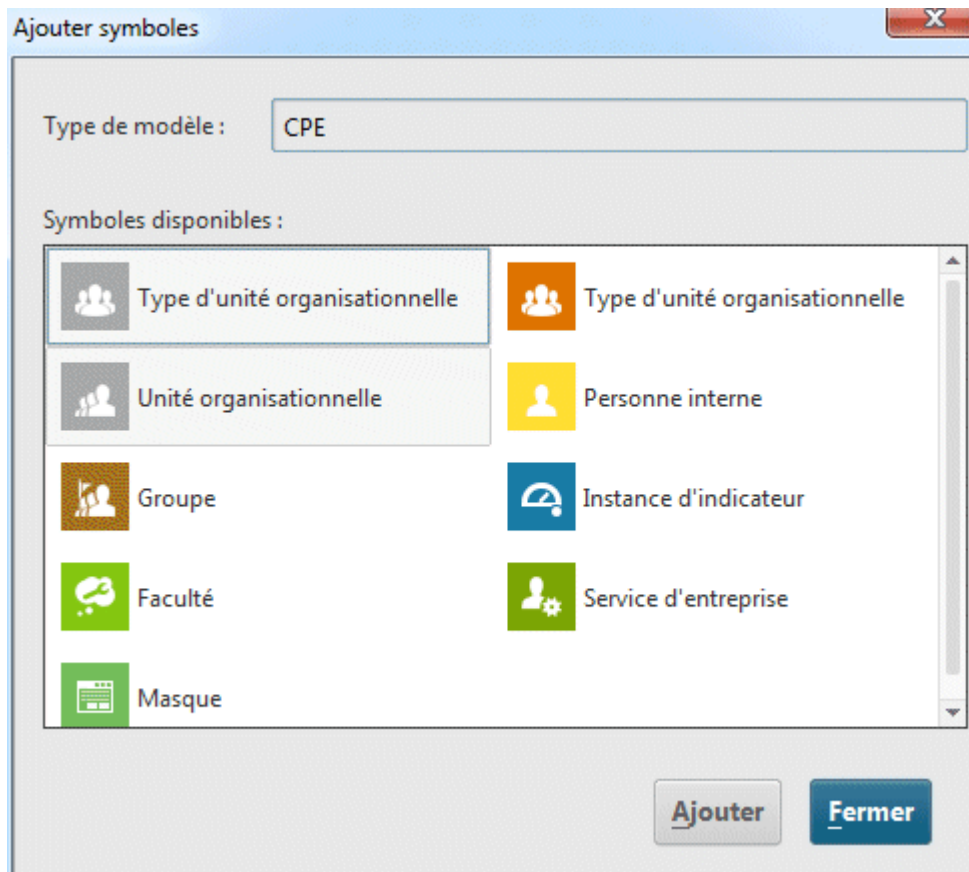 Ajouter symboles
Type de modèle :
CPE
Symboles disponibles :
Type d'unité organisationnelle
Type d'unité organisationnelle
Unité organisationnelle
Personne interne
Groupe
Instance d'indicateur
Faculté
Service d'entreprise
Masque
Ajouter
Fermer